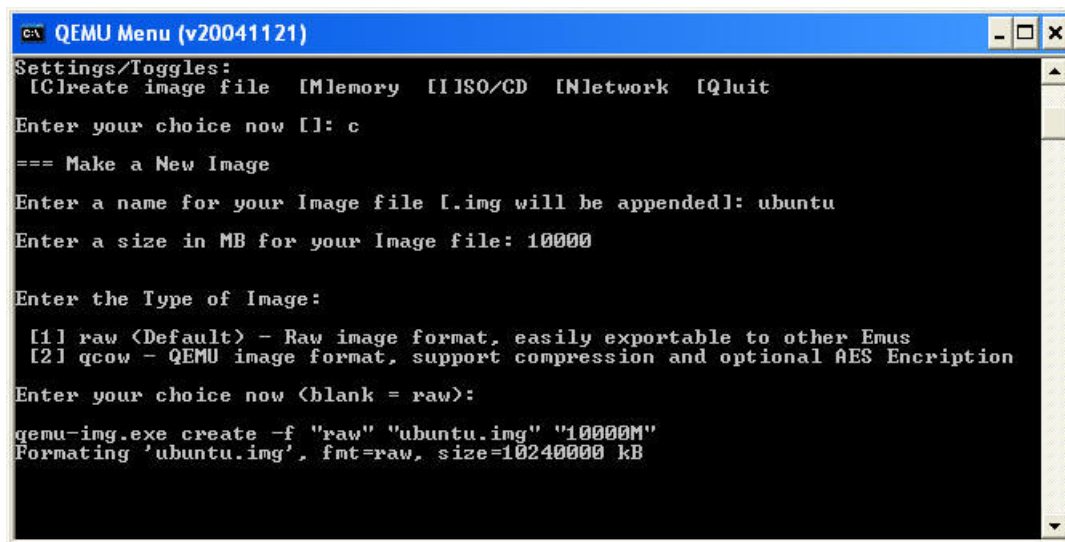 QEMU Menu (v20041121)
Settings/Toggles:
[C]reate image file [M]emory [I]SO/CD [N]etwork [Q]uit
Enter your choice now []: c
=== Make a New Image
Enter a name for your Image file [.img will be appended]: ubuntu
Enter a size in MB for your Image file: 10000
Enter the Type of Image:
[1] raw (Default) - Raw image format, easily exportable to other Emus
[2] qcow - QEMU image format, support compression and optional AES Encription
Enter your choice now (blank = raw):
qemu-img.exe create -f "raw" "ubuntu.img" "10000M"
Formating 'ubuntu.img', fmt=raw, size=10240000 kB